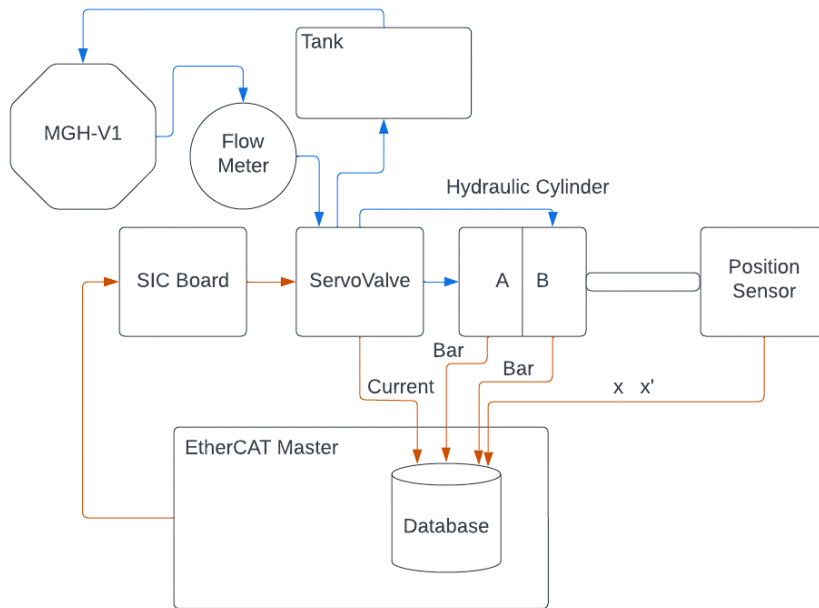 Tank
MGH-V1
Flow
Meter
Hydraulic Cylinder
SIC Board
ServoValve
A
B
Position
Sensor
Bar
Bar
Current
x x'
EtherCAT Master
Database